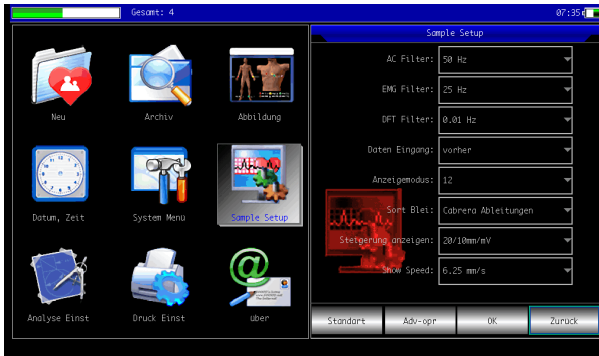 Gesamt: 4
07:35
Neu
Archiv
Abbildung
Datum, Zeit
System Menü
Sample Setup
Analyse Einst
Druck Einst
über
Sample Setup
AC Filter: 50 Hz
EMG Filter: 25 Hz
DFT Filter: 0.01 Hz
Daten Eingang: vorher
Anzeigemodus: 12
Sort Blei: Cabrera Ableitungen
Steigerung anzeigen: 20/10mm/mV
Show Speed: 6.25 mm/s
Standart
Adv-opr
OK
Zurück